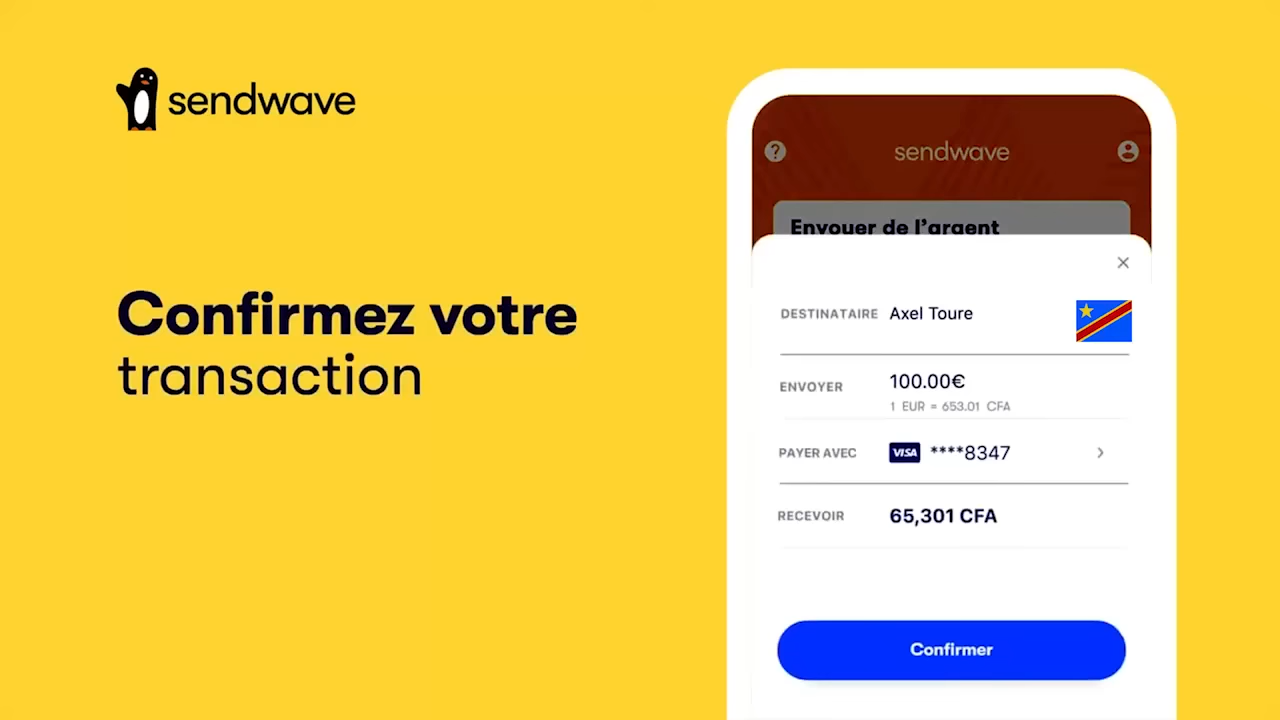 sendwave
Confirmez votre
transaction
?
sendwave
Envoyer de l'argent
DESTINATAIRE Axel Toure
ENVOYER 100.00€
1 EUR = 653.01 CFA
PAYER AVEC VISA ****8347
RECEVOIR 65,301 CFA
Confirmer